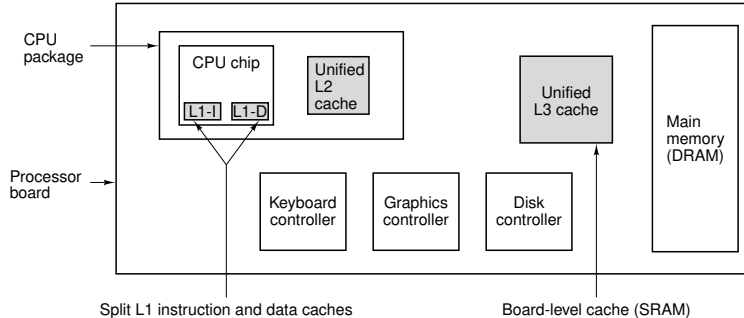 CPU
package
CPU chip
L1-I
L1-D
Unified
L2
cache
Unified
L3 cache
Main
memory
(DRAM)
Processor
board
Keyboard
controller
Graphics
controller
Disk
controller
Split L1 instruction and data caches
Board-level cache (SRAM)